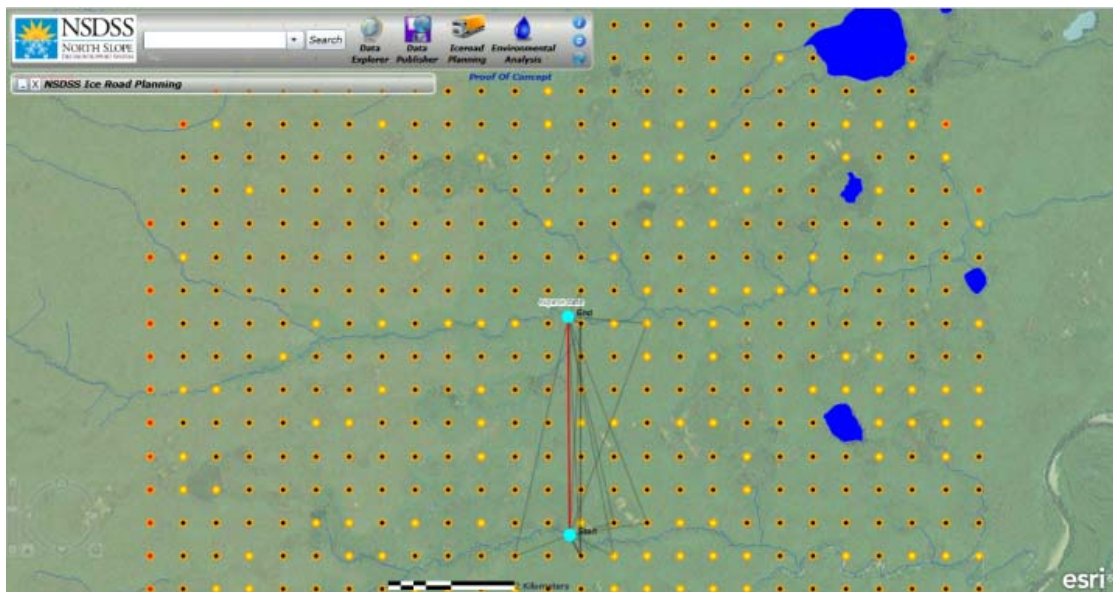 NSDSS
NORTH SLOPE
Search
Data Explorer
Data Publisher
Iceroad Planning
Environmental Analysis
_ X NSDSS Ice Road Planning
Proof Of Concept
End
Start
Kilometers
esri